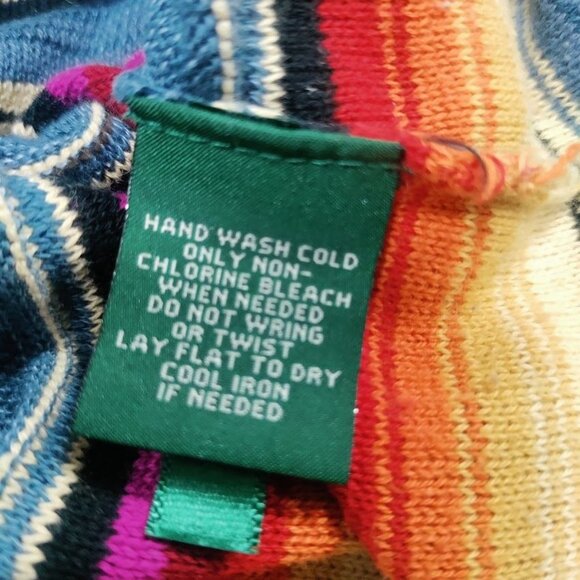 HAND WASH COLD
ONLY NON-
CHLORINE BLEACH
WHEN NEEDED
DO NOT WRING
OR TWIST
LAY FLAT TO DRY
COOL IRON
IF NEEDED